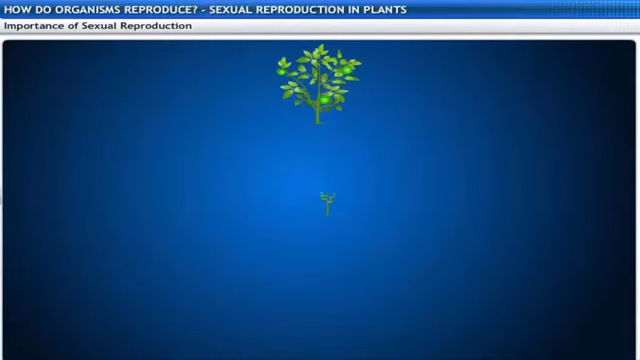 HOW DO ORGANISMS REPRODUCE? - SEXUAL REPRODUCTION IN PLANTS
Importance of Sexual Reproduction